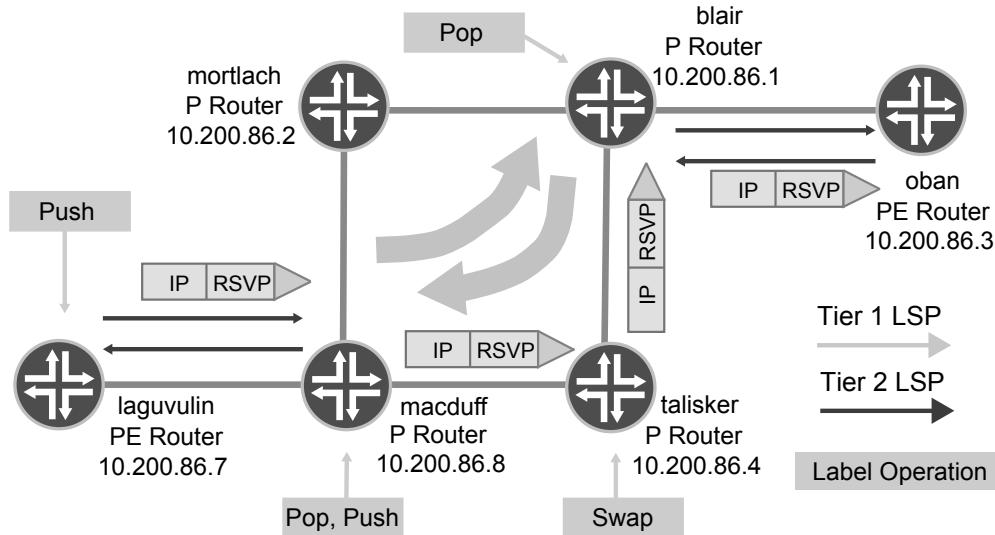 blair
P Router
10.200.86.1
Pop
mortlach
P Router
10.200.86.2
IP RSVP
oban
PE Router
10.200.86.3
Push
IP RSVP
IP RSVP
IP RSVP
Tier 1 LSP
Tier 2 LSP
laguvulin
PE Router
10.200.86.7
macduff
P Router
10.200.86.8
talisker
P Router
10.200.86.4
Label Operation
Pop, Push
Swap